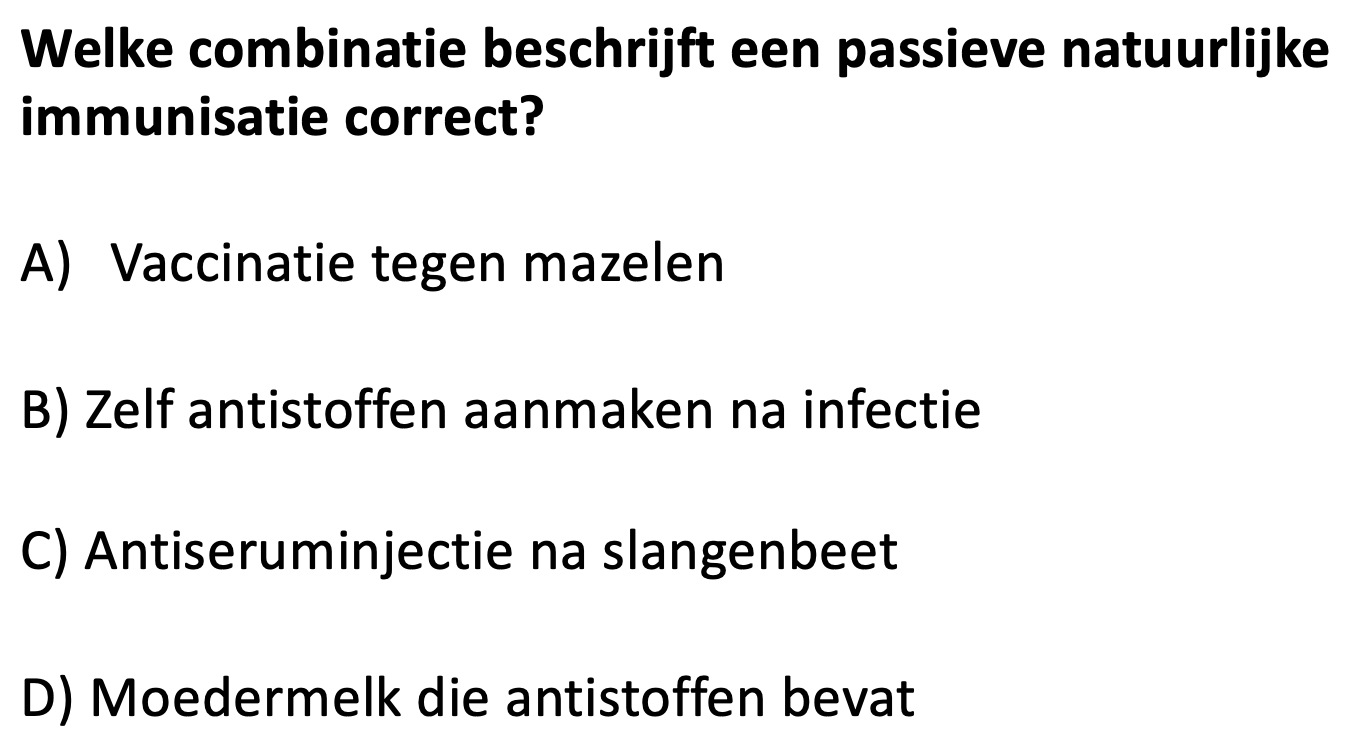 Welke combinatie beschrijft een passieve natuurlijke
immunisatie correct?
A) Vaccinatie tegen mazelen
B) Zelf antistoffen aanmaken na infectie
C) Antiseruminjectie na slangenbeet
D) Moedermelk die antistoffen bevat